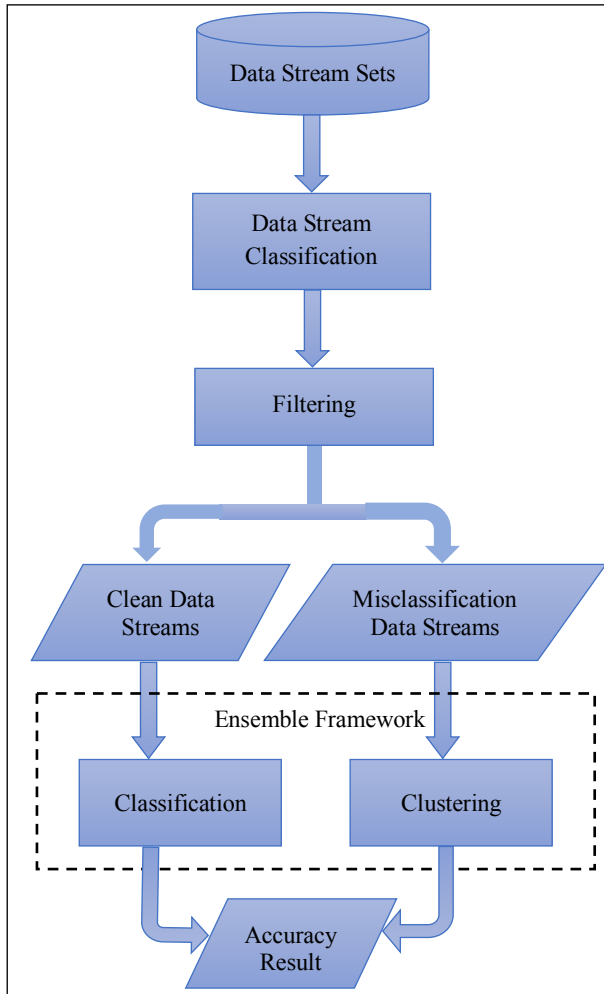 Data Stream Sets
Data Stream
Classification
Filtering
Clean Data
Streams
Misclassification
Data Streams
Ensemble Framework
Classification
Clustering
Accuracy
Result